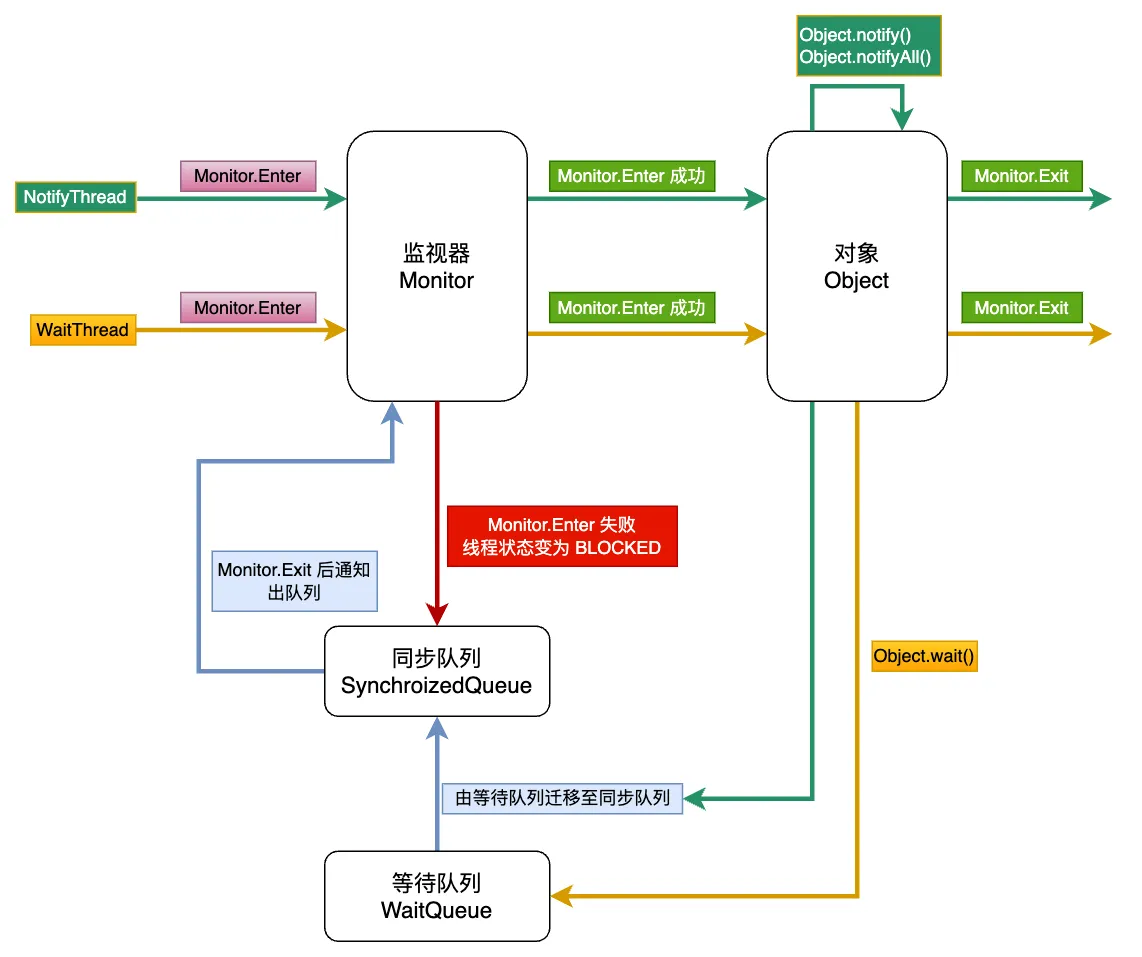 Object.notify()
Object.notifyAll()
Monitor.Enter
Monitor.Enter 成功
Monitor.Exit
NotifyThread
监视器
Monitor
对象
Object
Monitor.Enter
Monitor.Enter 成功
Monitor.Exit
WaitThread
Monitor.Enter 失败
线程状态变为 BLOCKED
Monitor.Exit 后通知
出队列
同步队列
SynchroizedQueue
Object.wait()
由等待队列迁移至同步队列
等待队列
WaitQueue